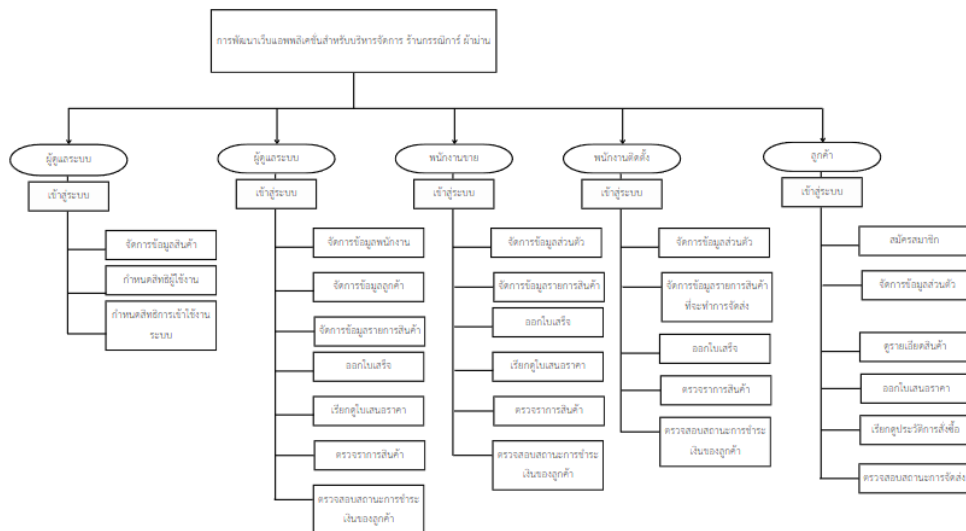 การพัฒนาเว็บแอพพลิเคชั่นสำหรับบริหารจัดการ ร้านกรรณิการ์ ผ้าม่าน
ผู้ดูแลระบบ
เข้าสู่ระบบ
จัดการข้อมูลสินค้า
กำหนดสิทธิผู้ใช้งาน
กำหนดสิทธิการเข้าใช้งาน
ระบบ
ผู้ดูแลระบบ
เข้าสู่ระบบ
จัดการข้อมูลพนักงาน
จัดการข้อมูลลูกค้า
จัดการข้อมูลรายการสินค้า
ออกใบเสร็จ
เรียกดูใบเสนอราคา
ตรวจราการสินค้า
ตรวจสอบสถานะการชำระ
เงินของลูกค้า
พนักงานขาย
เข้าสู่ระบบ
จัดการข้อมูลส่วนตัว
จัดการข้อมูลรายการสินค้า
ออกใบเสร็จ
เรียกดูใบเสนอราคา
ตรวจราการสินค้า
ตรวจสอบสถานะการชำระ
เงินของลูกค้า
พนักงานติดตั้ง
เข้าสู่ระบบ
จัดการข้อมูลส่วนตัว
จัดการข้อมูลรายการสินค้า
ที่จะทำการจัดส่ง
ออกใบเสร็จ
ตรวจราการสินค้า
ตรวจสอบสถานะการชำระ
เงินของลูกค้า
ลูกค้า
เข้าสู่ระบบ
สมัครสมาชิก
จัดการข้อมูลส่วนตัว
ดูรายเอียดสินค้า
ออกใบเสนอราคา
เรียกดูประวัติการสั่งซื้อ
ตรวจสอบสถานะการจัดส่ง